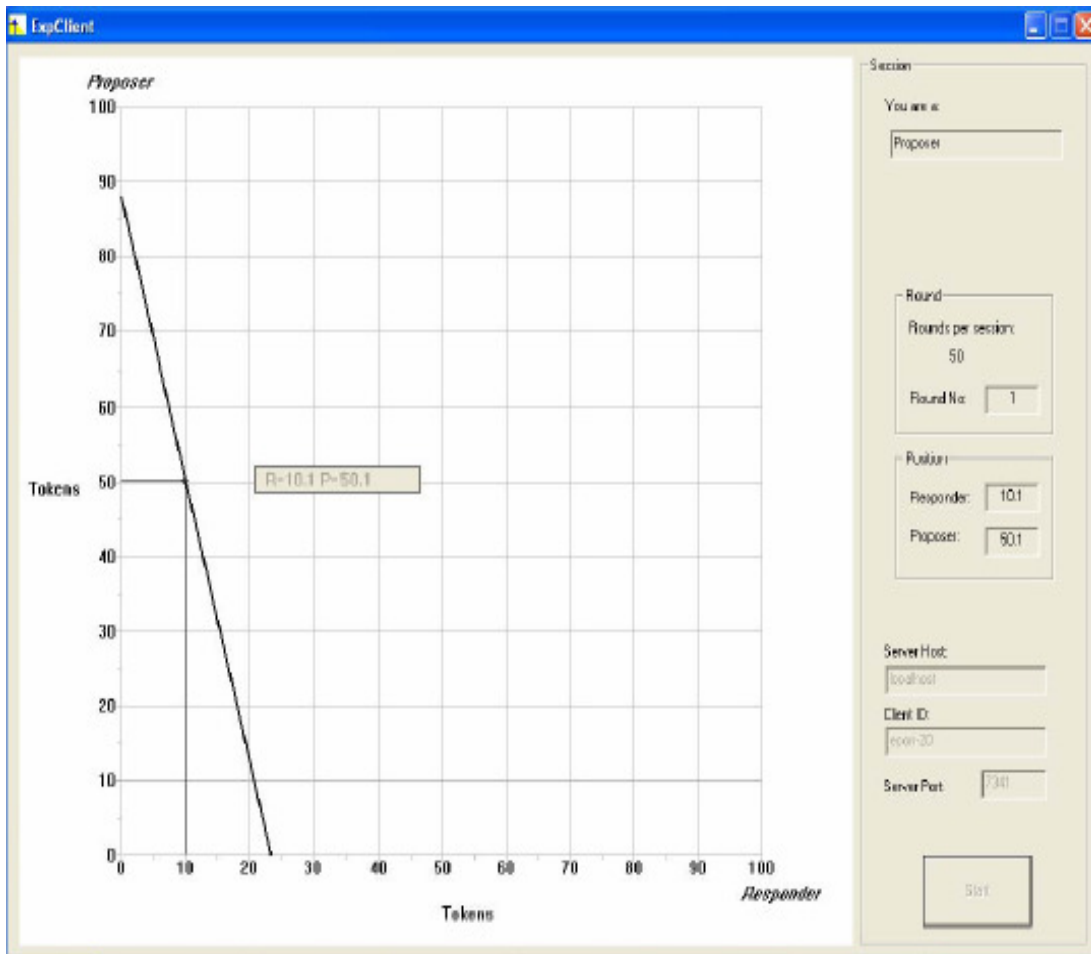 ExpClient
Proposer
100
90
80
70
60
50
40
30
20
10
0
Tokens
R=10.1 P=50.1
0 10 20 30 40 50 60 70 80 90 100
Responder
Tokens
Session
You are a:
Proposer
Round
Rounds per session:
50
Round No: 1
Position
Responder: 10.1
Proposer: 50.1
Server Host:
localhost
Client ID:
econ-20
Server Port: 7341
Start